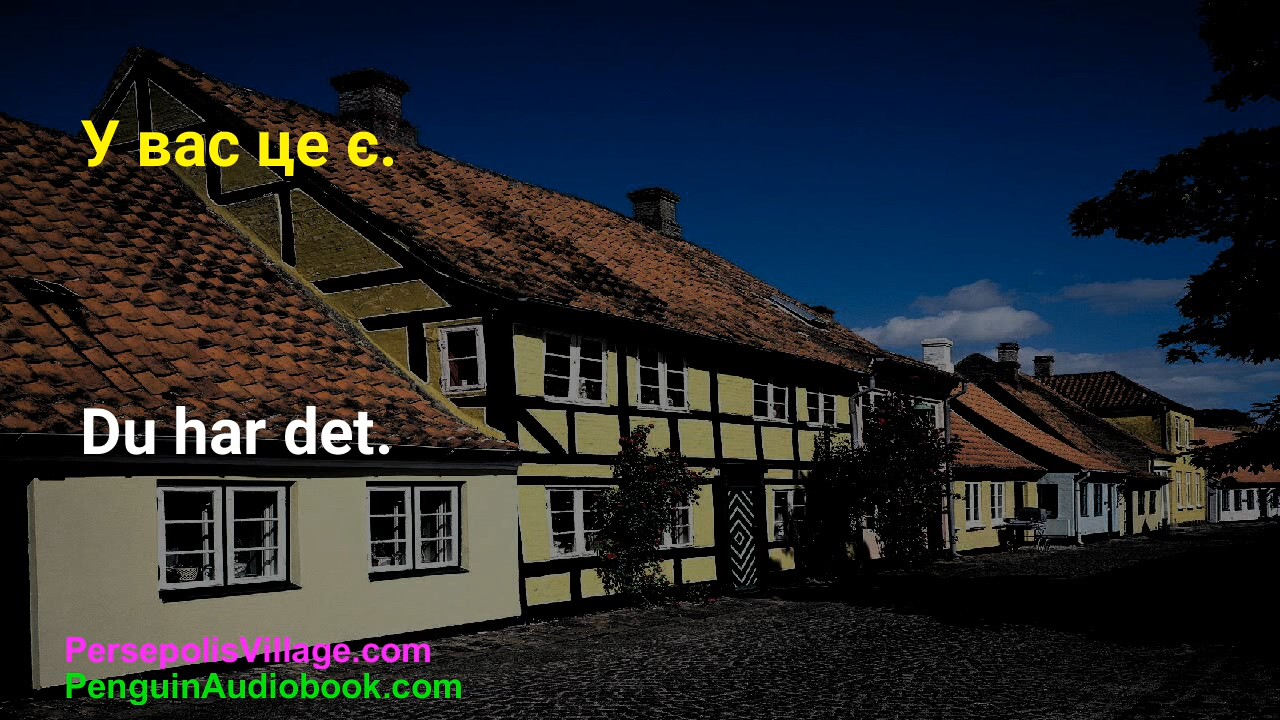 У вас це є.
Du har det.
PersepolisVillage.com
PenguinAudiobook.com